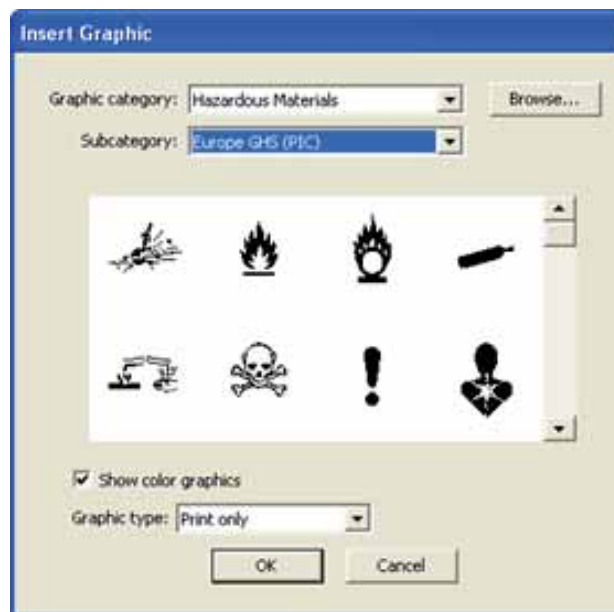 Insert Graphic
Graphic category: Hazardous Materials Browse...
Subcategory: Europe GHS (PIC)
Show color graphics
Graphic type: Print only
OK Cancel